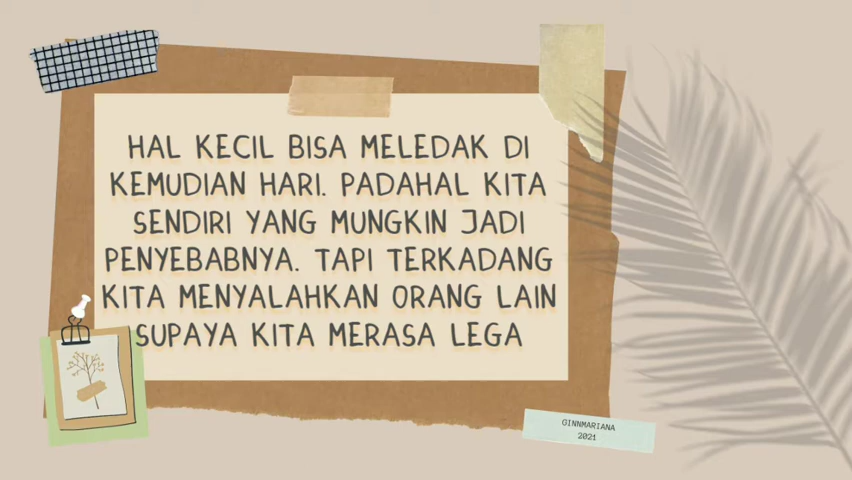 HAL KECIL BISA MELEDAK DI
KEMUDIAN HARI. PADAHAL KITA
SENDIRI YANG MUNGKIN JADI
PENYEBABNYA. TAPI TERKADANG
KITA MENYALAHKAN ORANG LAIN
SUPAYA KITA MERASA LEGA
GINNMARIANA
2021